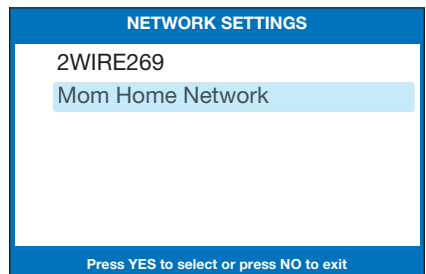 NETWORK SETTINGS
2WIRE269
Mom Home Network
Press YES to select or press NO to exit